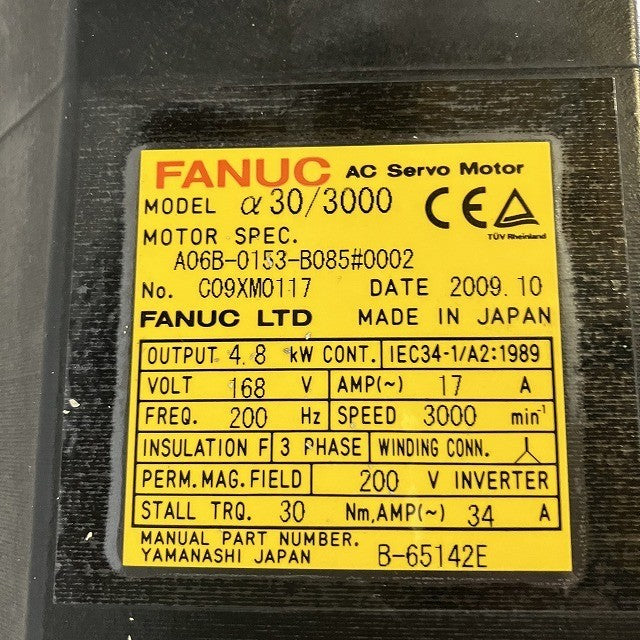 FANUC AC Servo Motor
MODEL α30/3000
CE
TÜV Rheinland
MOTOR SPEC.
A06B-0153-B085#0002
No. C09XM0117 DATE 2009.10
FANUC LTD MADE IN JAPAN
OUTPUT 4.8 kW CONT. IEC34-1/A2:1989
VOLT 168 V AMP(~) 17 A
FREQ. 200 Hz SPEED 3000 min⁻¹
INSULATION F 3 PHASE WINDING CONN.
PERM.MAG.FIELD 200 V INVERTER
STALL TRQ. 30 Nm,AMP(~) 34 A
MANUAL PART NUMBER.
YAMANASHI JAPAN B-65142E